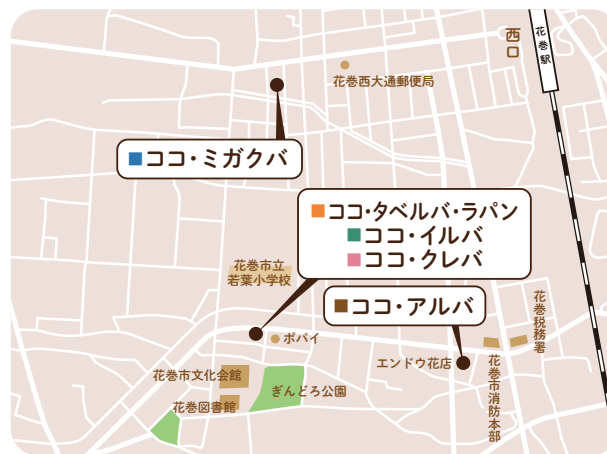 西口
花巻駅
花巻西大通郵便局
■ココ・ミガクバ
■ココ・タベルバ・ラパン
■ココ・イルバ
■ココ・クレバ
花巻市立
若葉小学校
■ココ・アルバ
花巻税務署
ポパイ
エンドウ花店
花巻市消防本部
花巻市文化会館
ぎんどろ公園
花巻図書館